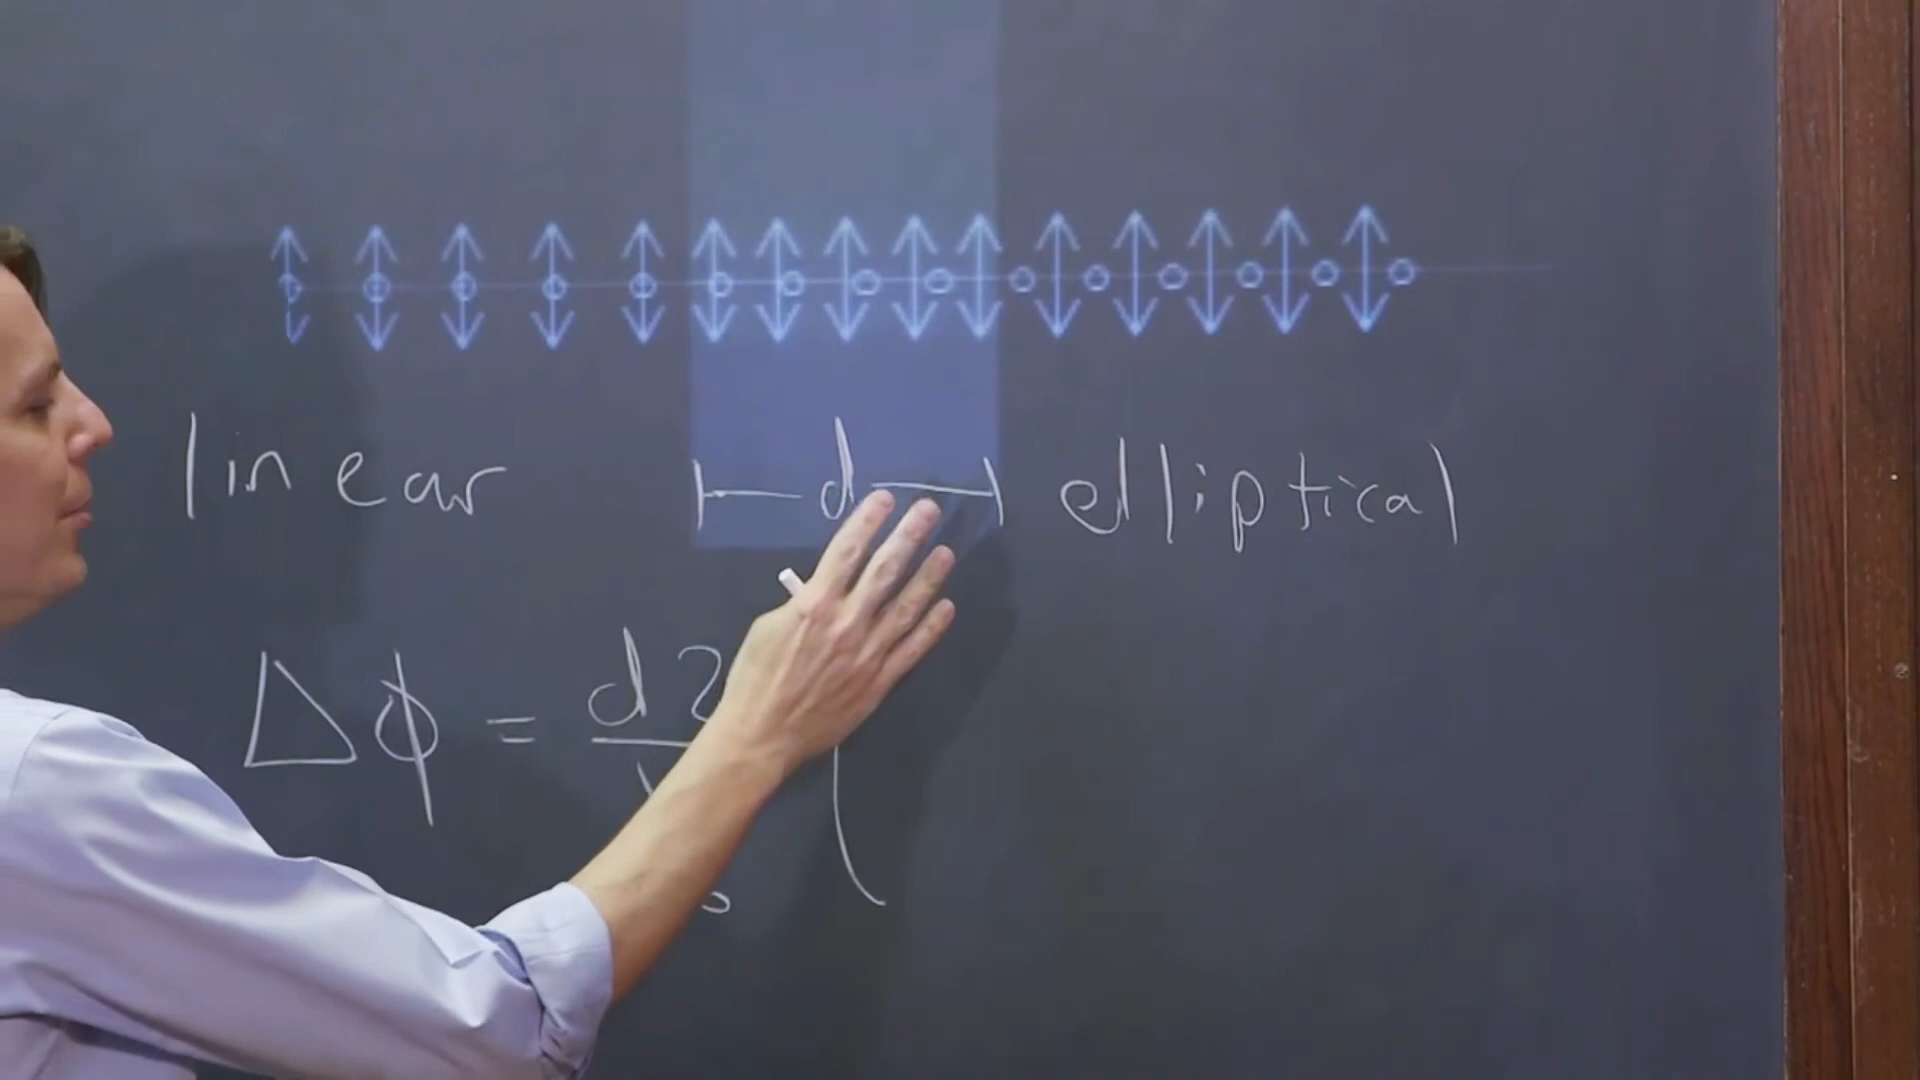 linear d elliptical
Δϕ = d2